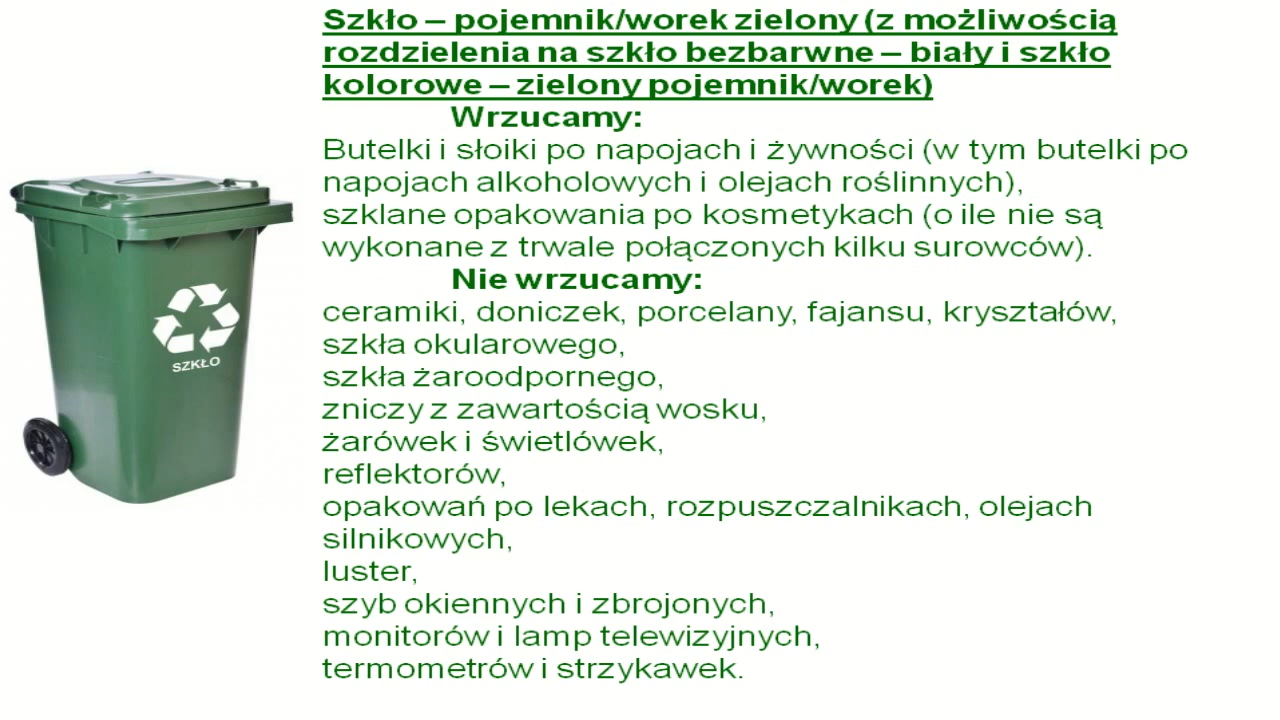 Szkło – pojemnik/worek zielony (z możliwością
rozdzielenia na szkło bezbarwne – biały i szkło
kolorowe – zielony pojemnik/worek)
Wrzucamy:
Butelki i słoiki po napojach i żywności (w tym butelki po
napojach alkoholowych i olejach roślinnych),
szklane opakowania po kosmetykach (o ile nie są
wykonane z trwale połączonych kilku surowców).
Nie wrzucamy:
ceramiki, doniczek, porcelany, fajansu, kryształów,
szkła okularowego,
szkła żaroodpornego,
zniczy z zawartością wosku,
żarówek i świetlówek,
reflektorów,
opakowań po lekach, rozpuszczalnikach, olejach
silnikowych,
luster,
szyb okiennych i zbrojonych,
monitorów i lamp telewizyjnych,
termometrów i strzykawek.
SZKŁO